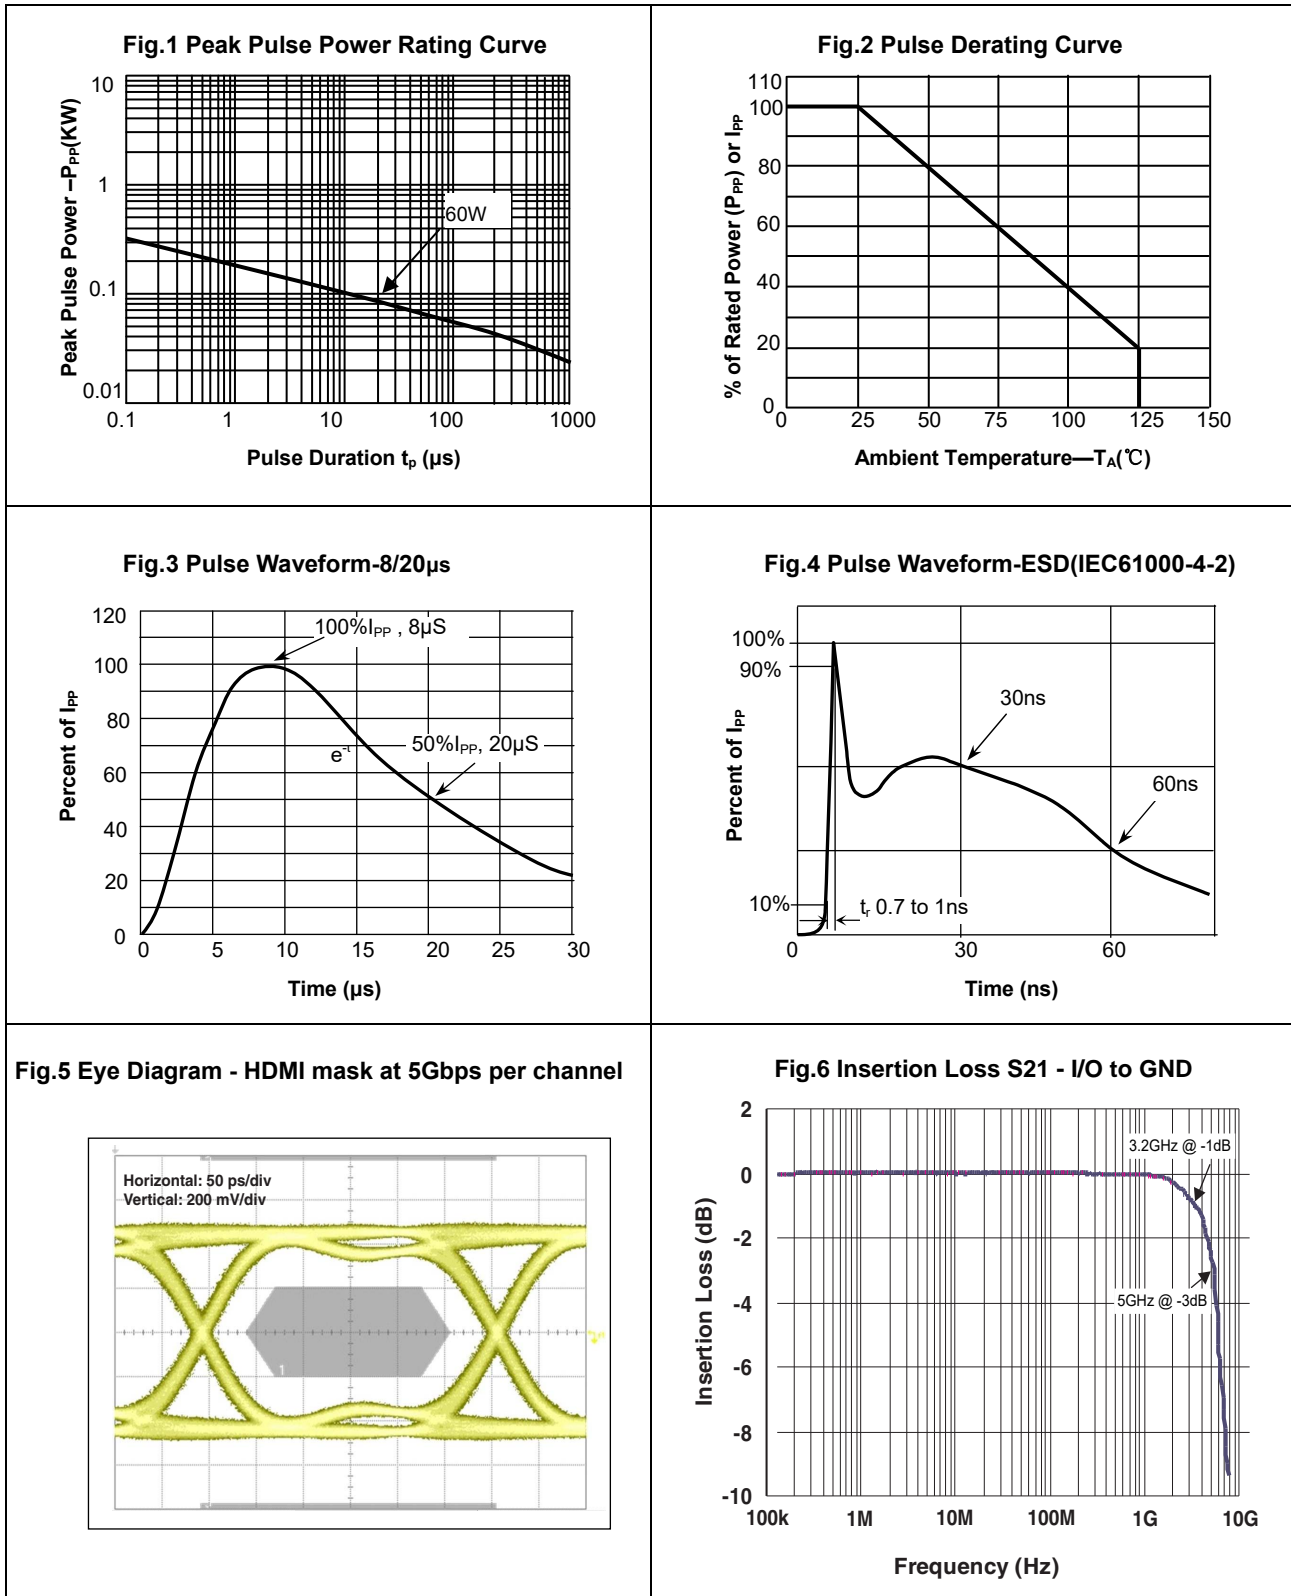 Fig.1 Peak Pulse Power Rating Curve
Peak Pulse Power –PPP(KW)
10
1
0.1
0.01
60W
0.1 1 10 100 1000
Pulse Duration tp (µs)
Fig.2 Pulse Derating Curve
% of Rated Power (PPP) or IPP
110
100
80
60
40
20
0
0 25 50 75 100 125 150
Ambient Temperature—TA(℃)
Fig.3 Pulse Waveform-8/20µs
Percent of IPP
120
100
80
60
40
20
0
100%IPP , 8µS
e-t
50%IPP, 20µS
0 5 10 15 20 25 30
Time (µs)
Fig.4 Pulse Waveform-ESD(IEC61000-4-2)
Percent of IPP
100%
90%
10%
30ns
60ns
tr 0.7 to 1ns
0 30 60
Time (ns)
Fig.5 Eye Diagram - HDMI mask at 5Gbps per channel
Horizontal: 50 ps/div
Vertical: 200 mV/div
1
Fig.6 Insertion Loss S21 - I/O to GND
Insertion Loss (dB)
2
0
-2
-4
-6
-8
-10
3.2GHz @ -1dB
5GHz @ -3dB
100k 1M 10M 100M 1G 10G
Frequency (Hz)